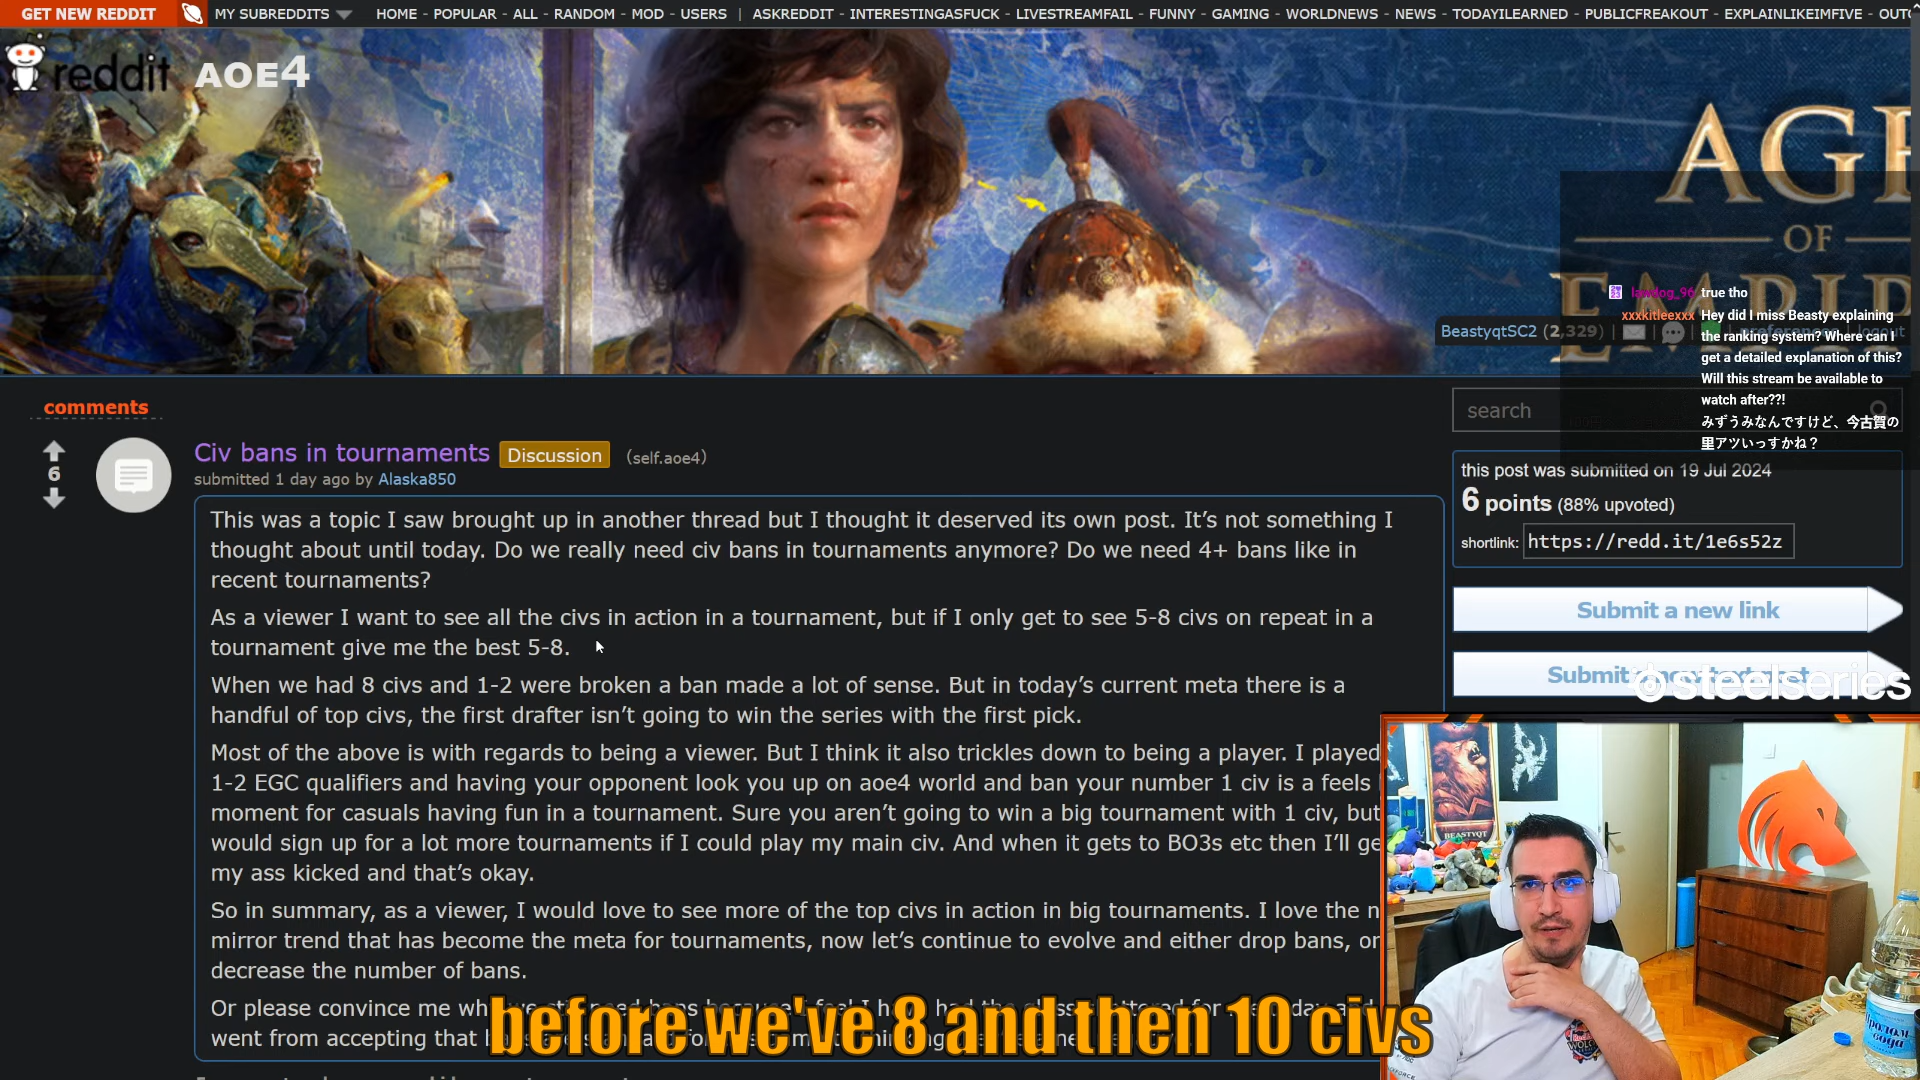 GET NEW REDDIT MY SUBREDDITS HOME - POPULAR - ALL - RANDOM - MOD - USERS | ASKREDDIT - INTERESTINGASFUCK - LIVESTREAMFAIL - FUNNY - GAMING - WORLDNEWS - NEWS - TODAYILEARNED - PUBLICFREAKOUT - EXPLAINLIKEIMFIVE
reddit AOE4
AGE
OF
EMPIRE
true tho
xxxkitleexxx Hey did I miss Beasty explaining
the ranking system? Where can I
get a detailed explanation of this?
Will this stream be available to
watch after??!
みずうみなんですけど、今古賀の
里アツいっすかね？
BeastyqtSC2 (2,329) | | | preferences | logout
comments
search
6
Civ bans in tournaments Discussion (self.aoe4)
submitted 1 day ago by Alaska850
This was a topic I saw brought up in another thread but I thought it deserved its own post. It's not something I
thought about until today. Do we really need civ bans in tournaments anymore? Do we need 4+ bans like in
recent tournaments?
As a viewer I want to see all the civs in action in a tournament, but if I only get to see 5-8 civs on repeat in a
tournament give me the best 5-8.
When we had 8 civs and 1-2 were broken a ban made a lot of sense. But in today's current meta there is a
handful of top civs, the first drafter isn't going to win the series with the first pick.
Most of the above is with regards to being a viewer. But I think it also trickles down to being a player. I played
1-2 EGC qualifiers and having your opponent look you up on aoe4 world and ban your number 1 civ is a feels
moment for casuals having fun in a tournament. Sure you aren't going to win a big tournament with 1 civ, but
would sign up for a lot more tournaments if I could play my main civ. And when it gets to BO3s etc then I'll ge
my ass kicked and that's okay.
So in summary, as a viewer, I would love to see more of the top civs in action in big tournaments. I love the n
mirror trend that has become the meta for tournaments, now let's continue to evolve and either drop bans, or
decrease the number of bans.
Or please convince me
went from accepting that
before we've 8 and then 10 civs
this post was submitted on 19 Jul 2024
6 points (88% upvoted)
shortlink: https://redd.it/1e6s52z
Submit a new link
Submit
steelseries
BEASTYQT